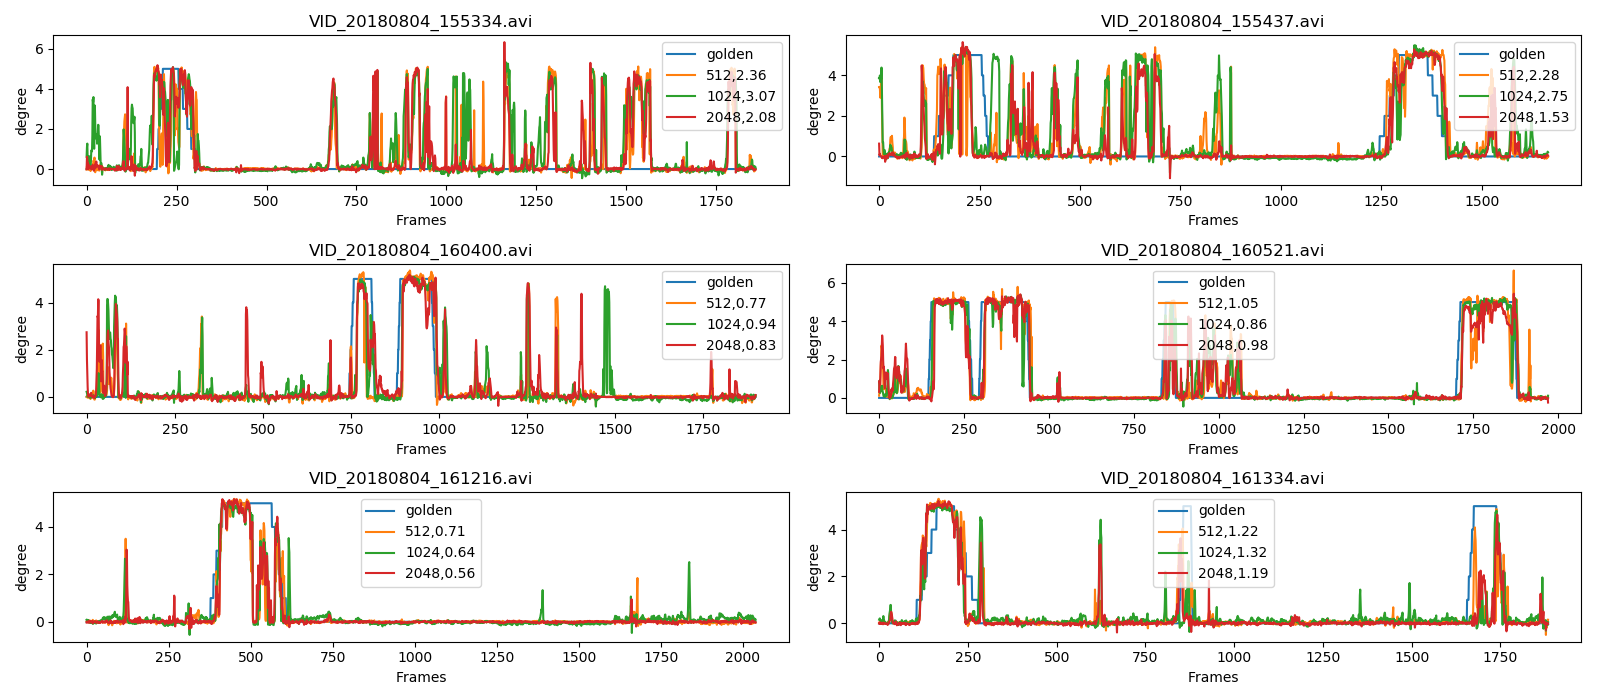 VID_20180804_155334.avi
degree
6
4
2
0
golden
512,2.36
1024,3.07
2048,2.08
0 250 500 750 1000 1250 1500 1750
Frames
VID_20180804_155437.avi
degree
4
2
0
golden
512,2.28
1024,2.75
2048,1.53
0 250 500 750 1000 1250 1500
Frames
VID_20180804_160400.avi
degree
4
2
0
golden
512,0.77
1024,0.94
2048,0.83
0 250 500 750 1000 1250 1500 1750
Frames
VID_20180804_160521.avi
degree
6
4
2
0
golden
512,1.05
1024,0.86
2048,0.98
0 250 500 750 1000 1250 1500 1750 2000
Frames
VID_20180804_161216.avi
degree
4
2
0
golden
512,0.71
1024,0.64
2048,0.56
0 250 500 750 1000 1250 1500 1750 2000
Frames
VID_20180804_161334.avi
degree
4
2
0
golden
512,1.22
1024,1.32
2048,1.19
0 250 500 750 1000 1250 1500 1750
Frames